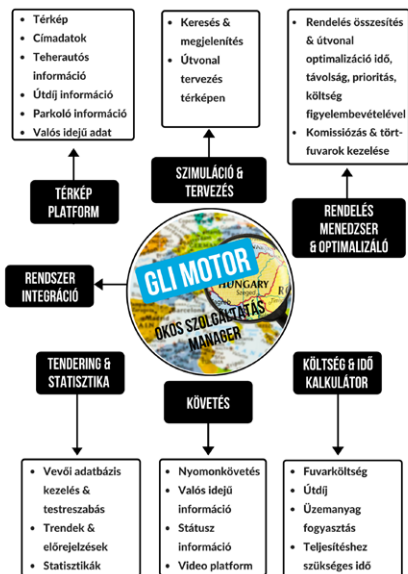 • Térkép
• Címadatok
• Teherautós
információ
• Útdíj információ
• Parkoló információ
• Valós idejű adat
• Keresés &
megjelenítés
• Útvonal
tervezés
térképen
• Rendelés összesítés
& útvonal
optimalizáció idő,
távolság, prioritás,
költség
figyelembevételével
• Komissiózás & tört-
fuvarok kezelése
TÉRKÉP
PLATFORM
SZIMULÁCIÓ &
TERVEZÉS
RENDELÉS
MENEDZSER
& OPTIMALIZÁLÓ
RENDSZER
INTEGRÁCIÓ
GLI MOTOR
HUNGARY
Szeged
OKOS SZOLGÁLTATÁS
MANAGER
TENDERING &
STATISZTIKA
KÖVETÉS
KÖLTSÉG & IDŐ
KALKULÁTOR
• Vevői adatbázis
kezelés &
testreszabás
• Trendek &
előrejelzések
• Statisztikák
• Nyomonkövetés
• Valós idejű
információ
• Státusz
információ
• Video platform
• Fuvarköltség
• Útdíj
• Üzemanyag
fogyasztás
• Teljesítéshez
szükséges idő